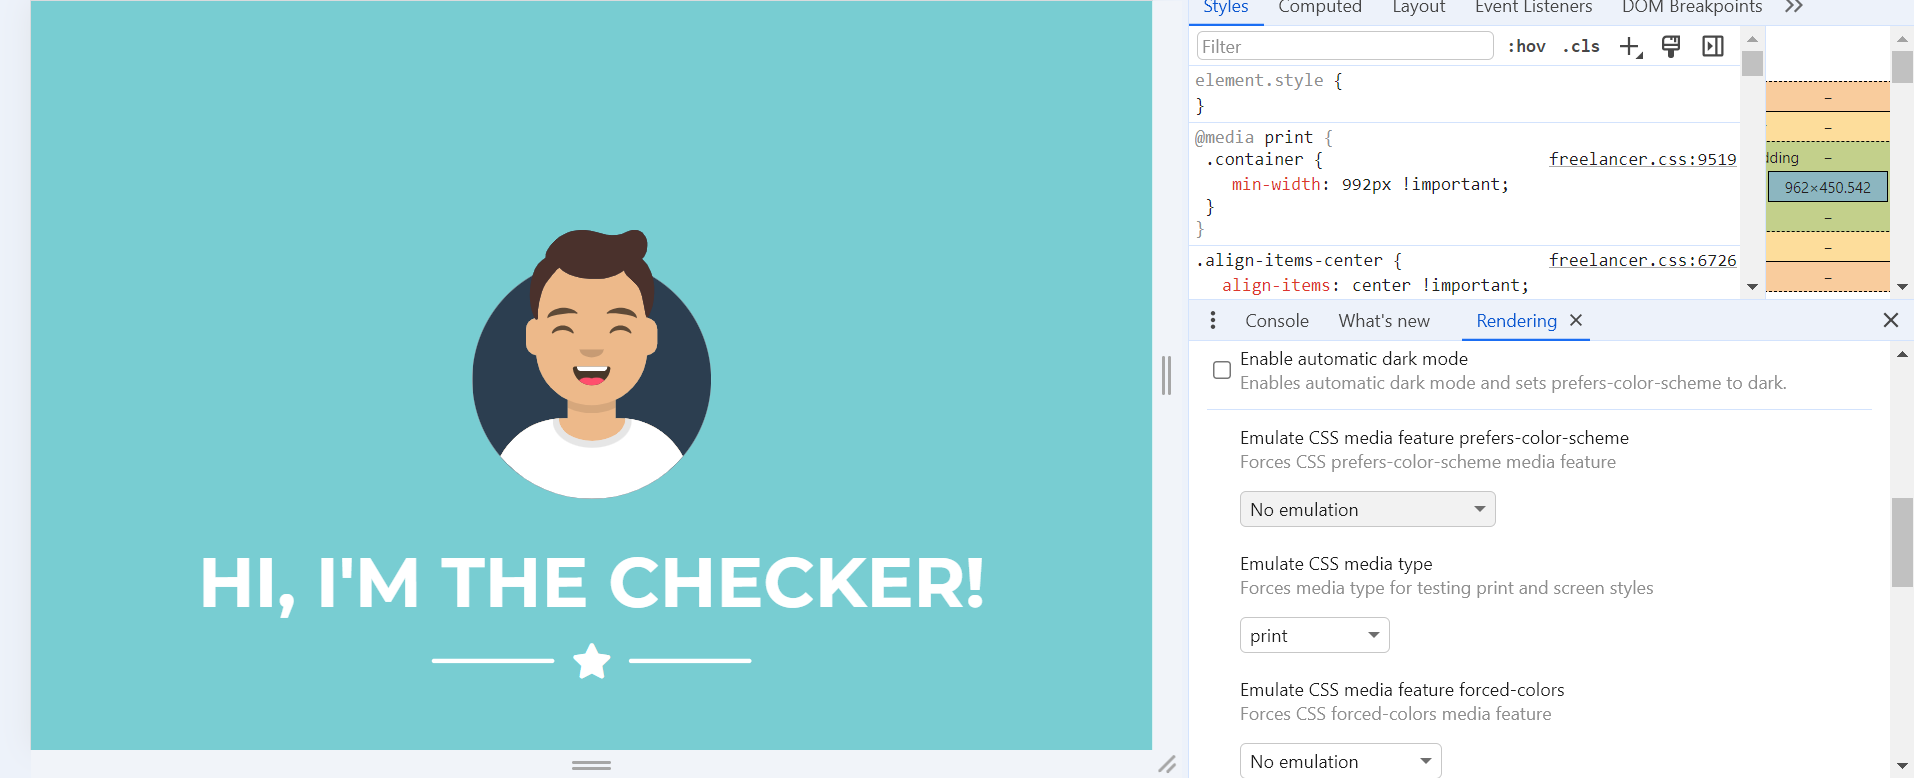 HI, I'M THE CHECKER!
Styles Computed Layout Event Listeners DOM Breakpoints
Filter :hov .cls
element.style {
}
@media print {
.container { freelancer.css:9519
min-width: 992px !important;
}
}
.align-items-center { freelancer.css:6726
align-items: center !important;
–
–
dding –
962×450.542
–
–
–
Console What's new Rendering
Enable automatic dark mode
Enables automatic dark mode and sets prefers-color-scheme to dark.
Emulate CSS media feature prefers-color-scheme
Forces CSS prefers-color-scheme media feature
No emulation
Emulate CSS media type
Forces media type for testing print and screen styles
print
Emulate CSS media feature forced-colors
Forces CSS forced-colors media feature
No emulation